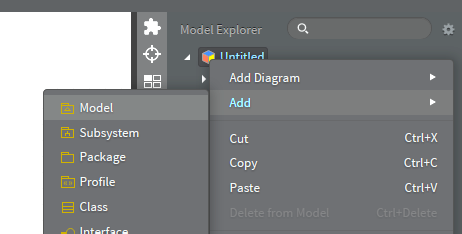 Model Explorer
Untitled
Add Diagram
Add
Cut Ctrl+X
Copy Ctrl+C
Paste Ctrl+V
Delete from Model Ctrl+Delete
Model
Subsystem
Package
Profile
Class
Interface